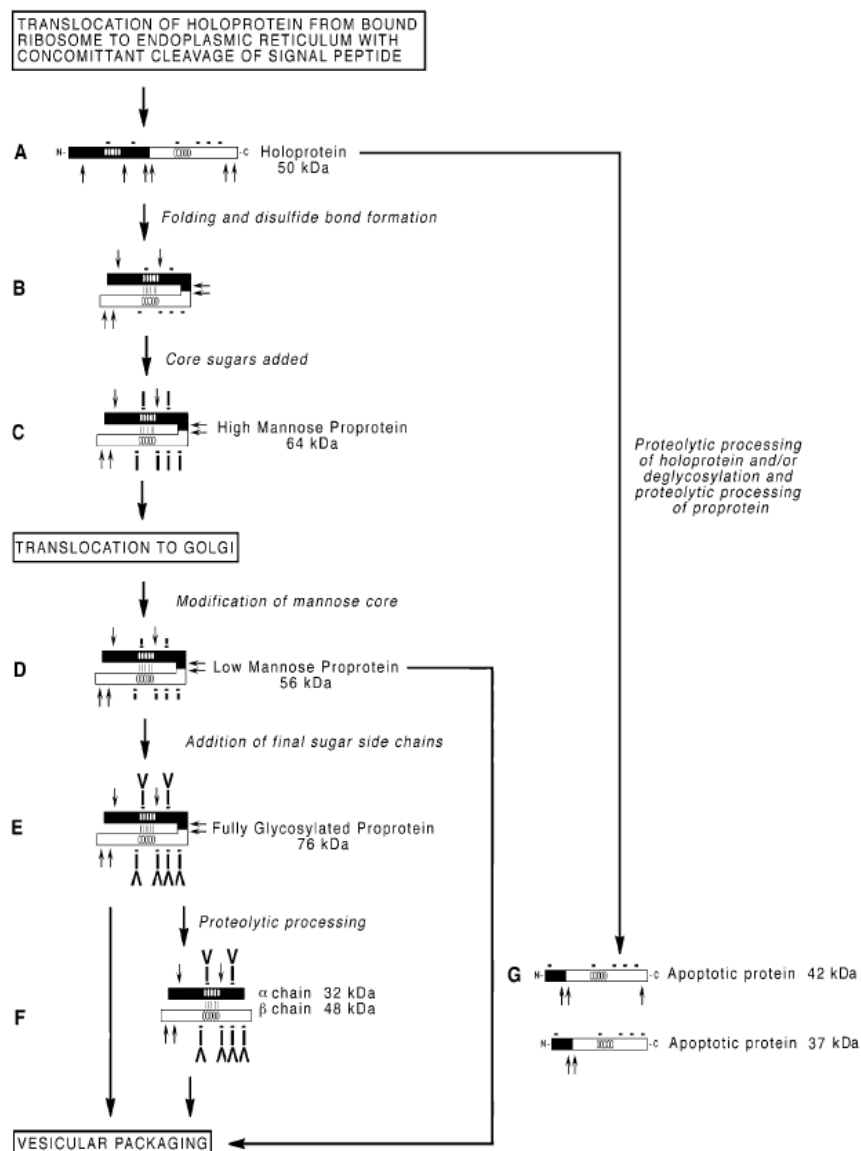 TRANSLOCATION OF HOLOPROTEIN FROM BOUND
RIBOSOME TO ENDOPLASMIC RETICULUM WITH
CONCOMITTANT CLEAVAGE OF SIGNAL PEPTIDE
A
N-
-C
Holoprotein
50 kDa
Folding and disulfide bond formation
B
Core sugars added
C
High Mannose Proprotein
64 kDa
Proteolytic processing
of holoprotein and/or
deglycosylation and
proteolytic processing
of proprotein
TRANSLOCATION TO GOLGI
Modification of mannose core
D
Low Mannose Proprotein
56 kDa
Addition of final sugar side chains
E
Fully Glycosylated Proprotein
76 kDa
Proteolytic processing
F
α chain 32 kDa
β chain 48 kDa
G
N-
-C
Apoptotic protein 42 kDa
N-
-C
Apoptotic protein 37 kDa
VESICULAR PACKAGING